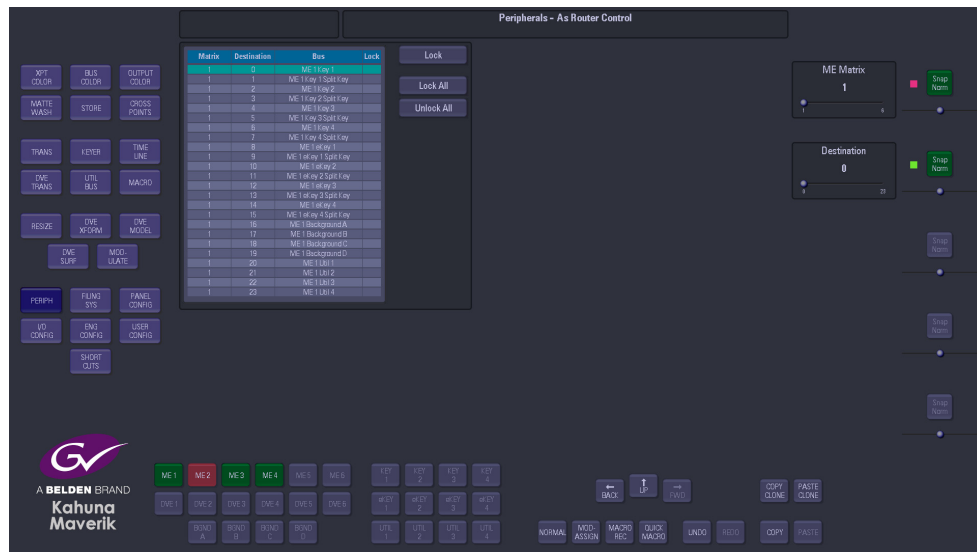 Peripherals - As Router Control
Matrix Destination Bus Lock
1 0 ME 1 Key 1
1 1 ME 1 Key 1 Split Key
1 2 ME 1 Key 2
1 3 ME 1 Key 2 Split Key
1 4 ME 1 Key 3
1 5 ME 1 Key 3 Split Key
1 6 ME 1 Key 4
1 7 ME 1 Key 4 Split Key
1 8 ME 1 eKey 1
1 9 ME 1 eKey 1 Split Key
1 10 ME 1 eKey 2
1 11 ME 1 eKey 2 Split Key
1 12 ME 1 eKey 3
1 13 ME 1 eKey 3 Split Key
1 14 ME 1 eKey 4
1 15 ME 1 eKey 4 Split Key
1 16 ME 1 Background A
1 17 ME 1 Background B
1 18 ME 1 Background C
1 19 ME 1 Background D
1 20 ME 1 Util 1
1 21 ME 1 Util 2
1 22 ME 1 Util 3
1 23 ME 1 Util 4
Lock
Lock All
Unlock All
ME Matrix
1
1 6
Snap
Norm
Destination
0
0 23
Snap
Norm
Snap
Norm
Snap
Norm
Snap
Norm
XPT BUS OUTPUT
COLOR COLOR COLOR
MATTE STORE CROSS
WASH POINTS
TRANS KEYER TIME
LINE
DVE UTIL MACRO
TRANS BUS
RESIZE DVE DVE
XFORM MODEL
DVE MOD-
SURF ULATE
PERIPH FILING PANEL
SYS CONFIG
I/O ENG USER
CONFIG CONFIG CONFIG
SHORT
CUTS
GV
A BELDEN BRAND
Kahuna
Maverik
ME 1 ME 2 ME 3 ME 4 ME 5 ME 6
DVE 1 DVE 2 DVE 3 DVE 4 DVE 5 DVE 6
BGND BGND BGND BGND
A B C D
KEY KEY KEY KEY
1 2 3 4
eKEY eKEY eKEY eKEY
1 2 3 4
UTIL UTIL UTIL UTIL
1 2 3 4
← ↑ →
BACK UP FWD
COPY PASTE
CLONE CLONE
NORMAL MOD- MACRO QUICK UNDO REDO COPY PASTE
ASSIGN REC MACRO